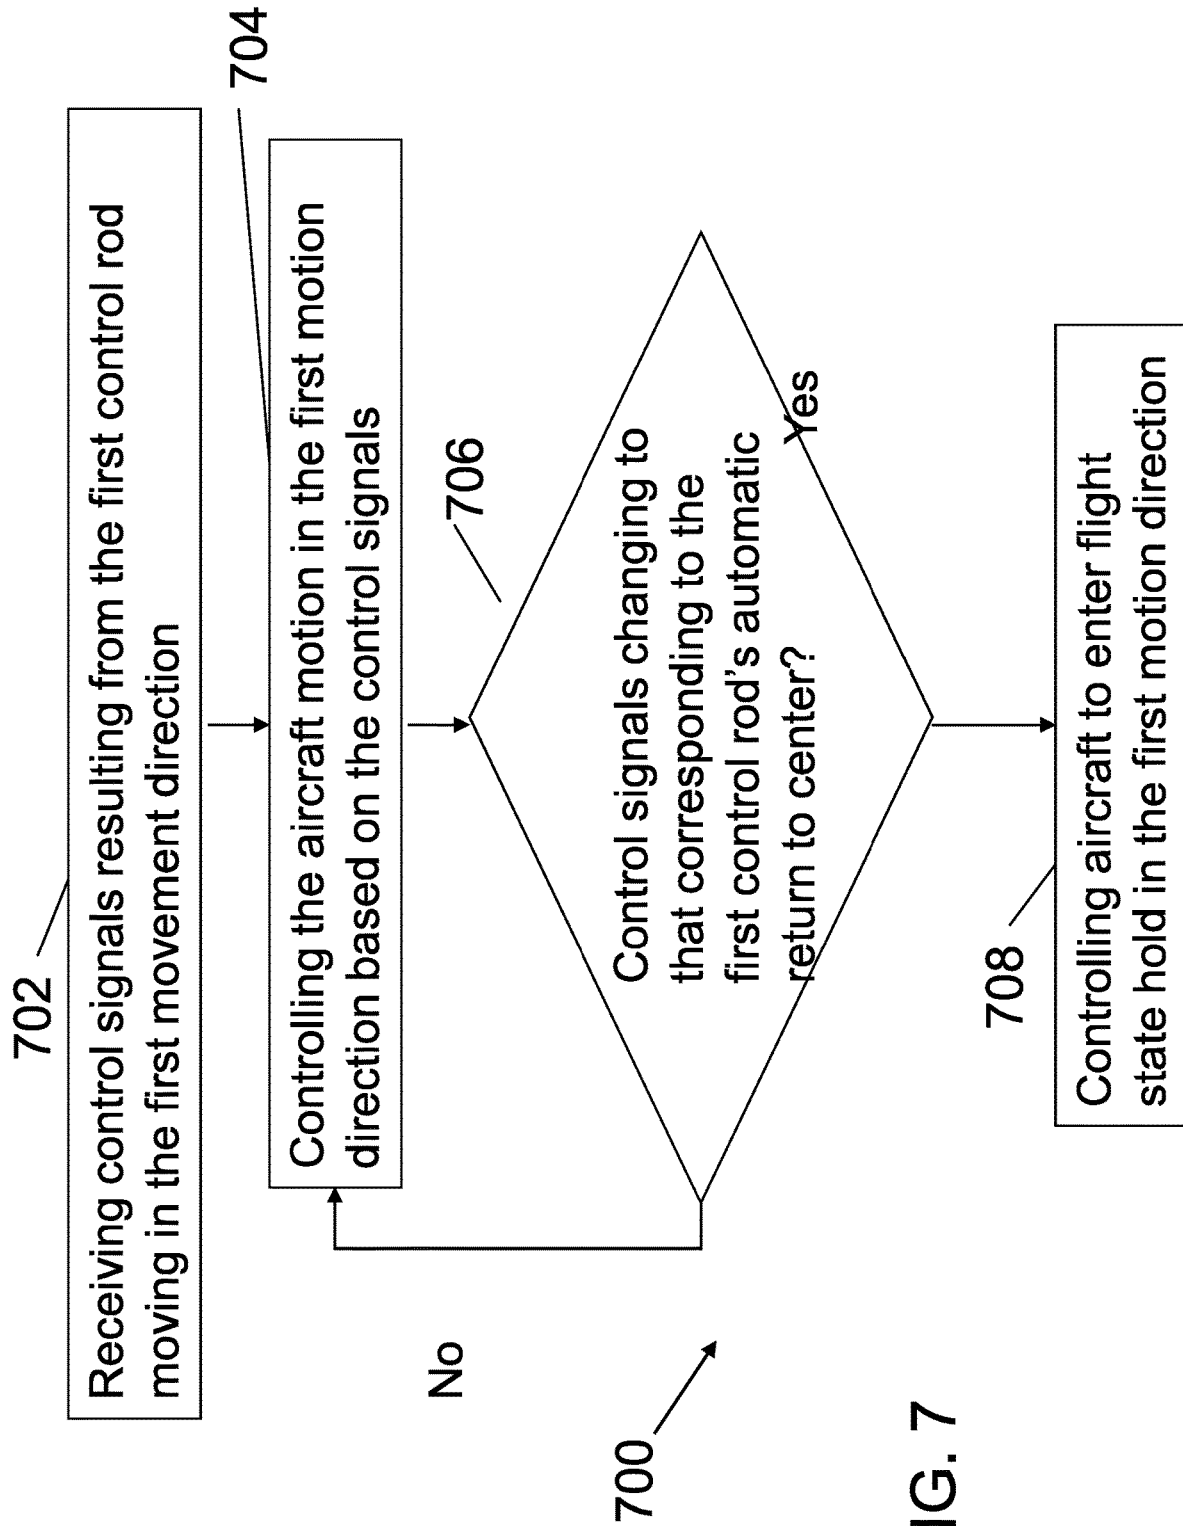 702
Receiving control signals resulting from the first control rod
moving in the first movement direction
704
Controlling the aircraft motion in the first motion
direction based on the control signals
706
Control signals changing to
that corresponding to the
first control rod's automatic
return to center?
Yes
No
708
Controlling aircraft to enter flight
state hold in the first motion direction
700
IG. 7